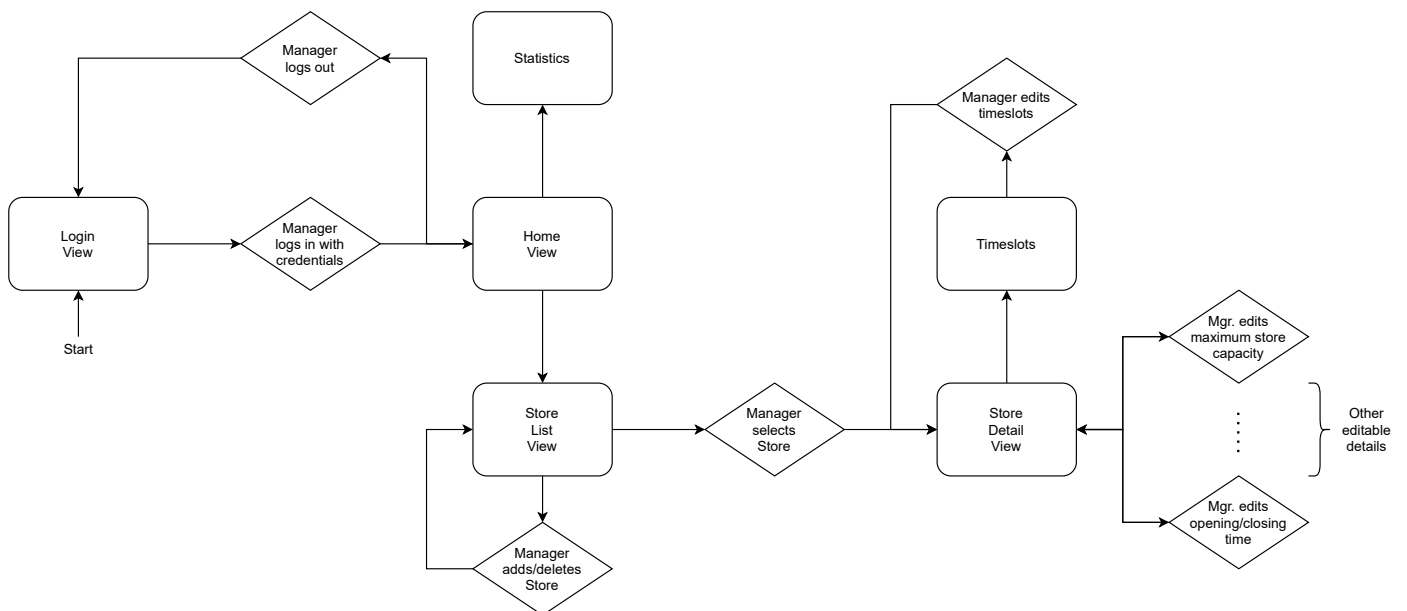 Manager
logs out
Statistics
Manager edits
timeslots
Login
View
Manager
logs in with
credentials
Home
View
Timeslots
Start
Mgr. edits
maximum store
capacity
Store
List
View
Manager
selects
Store
Store
Detail
View
Other
editable
details
Mgr. edits
opening/closing
time
Manager
adds/deletes
Store